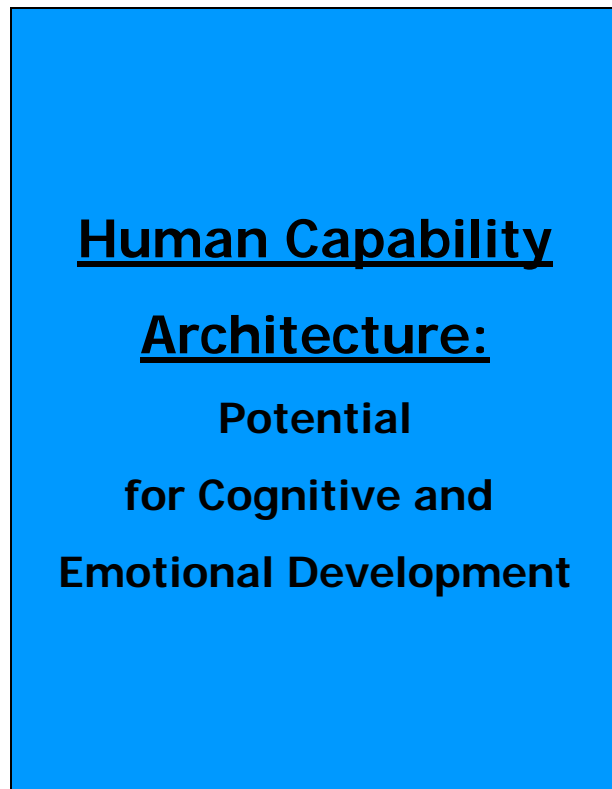 Human Capability
Architecture:
Potential
for Cognitive and
Emotional Development